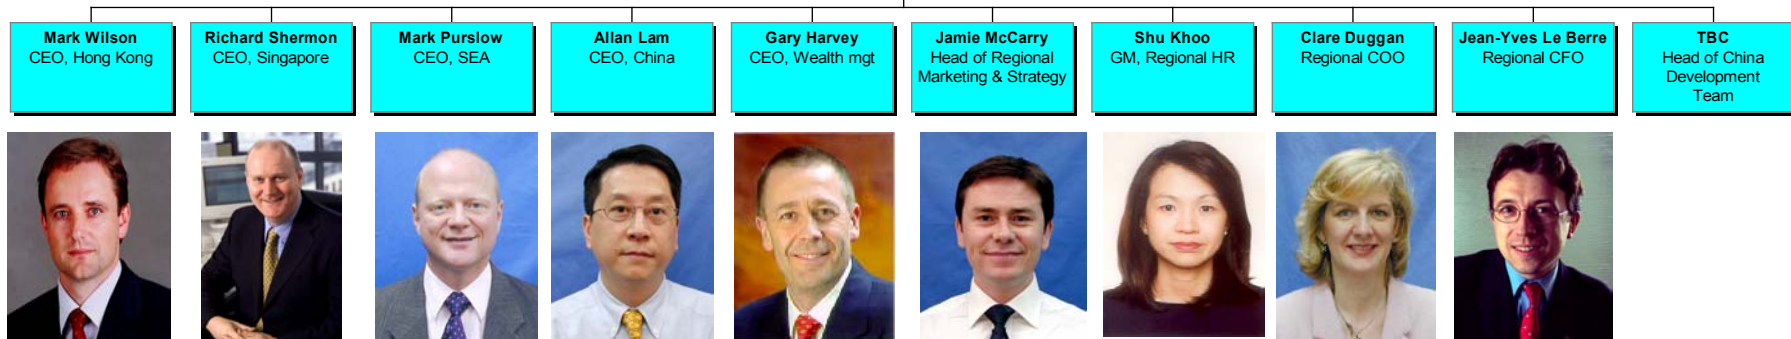 Mark Wilson
CEO, Hong Kong
Richard Shermon
CEO, Singapore
Mark Purslow
CEO, SEA
Allan Lam
CEO, China
Gary Harvey
CEO, Wealth mgt
Jamie McCarry
Head of Regional
Marketing & Strategy
Shu Khoo
GM, Regional HR
Clare Duggan
Regional COO
Jean-Yves Le Berre
Regional CFO
TBC
Head of China
Development
Team